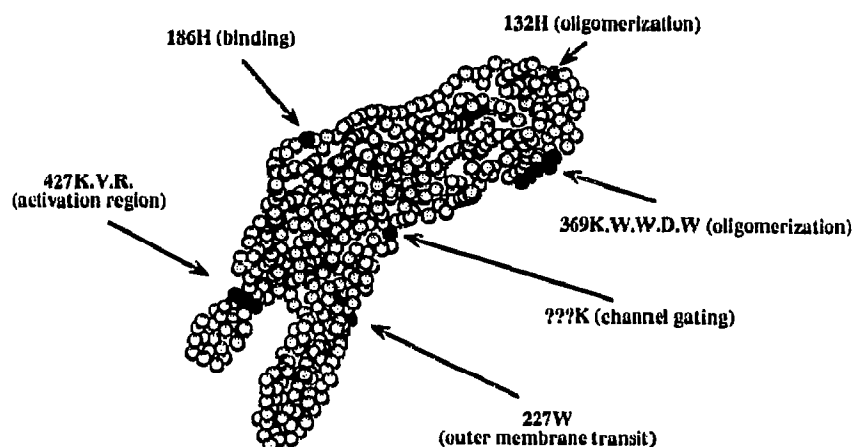 132H (oligomerization)
186H (binding)
427K.V.R.
(activation region)
369K.W.W.D.W (oligomerization)
???K (channel gating)
227W
(outer membrane transit)